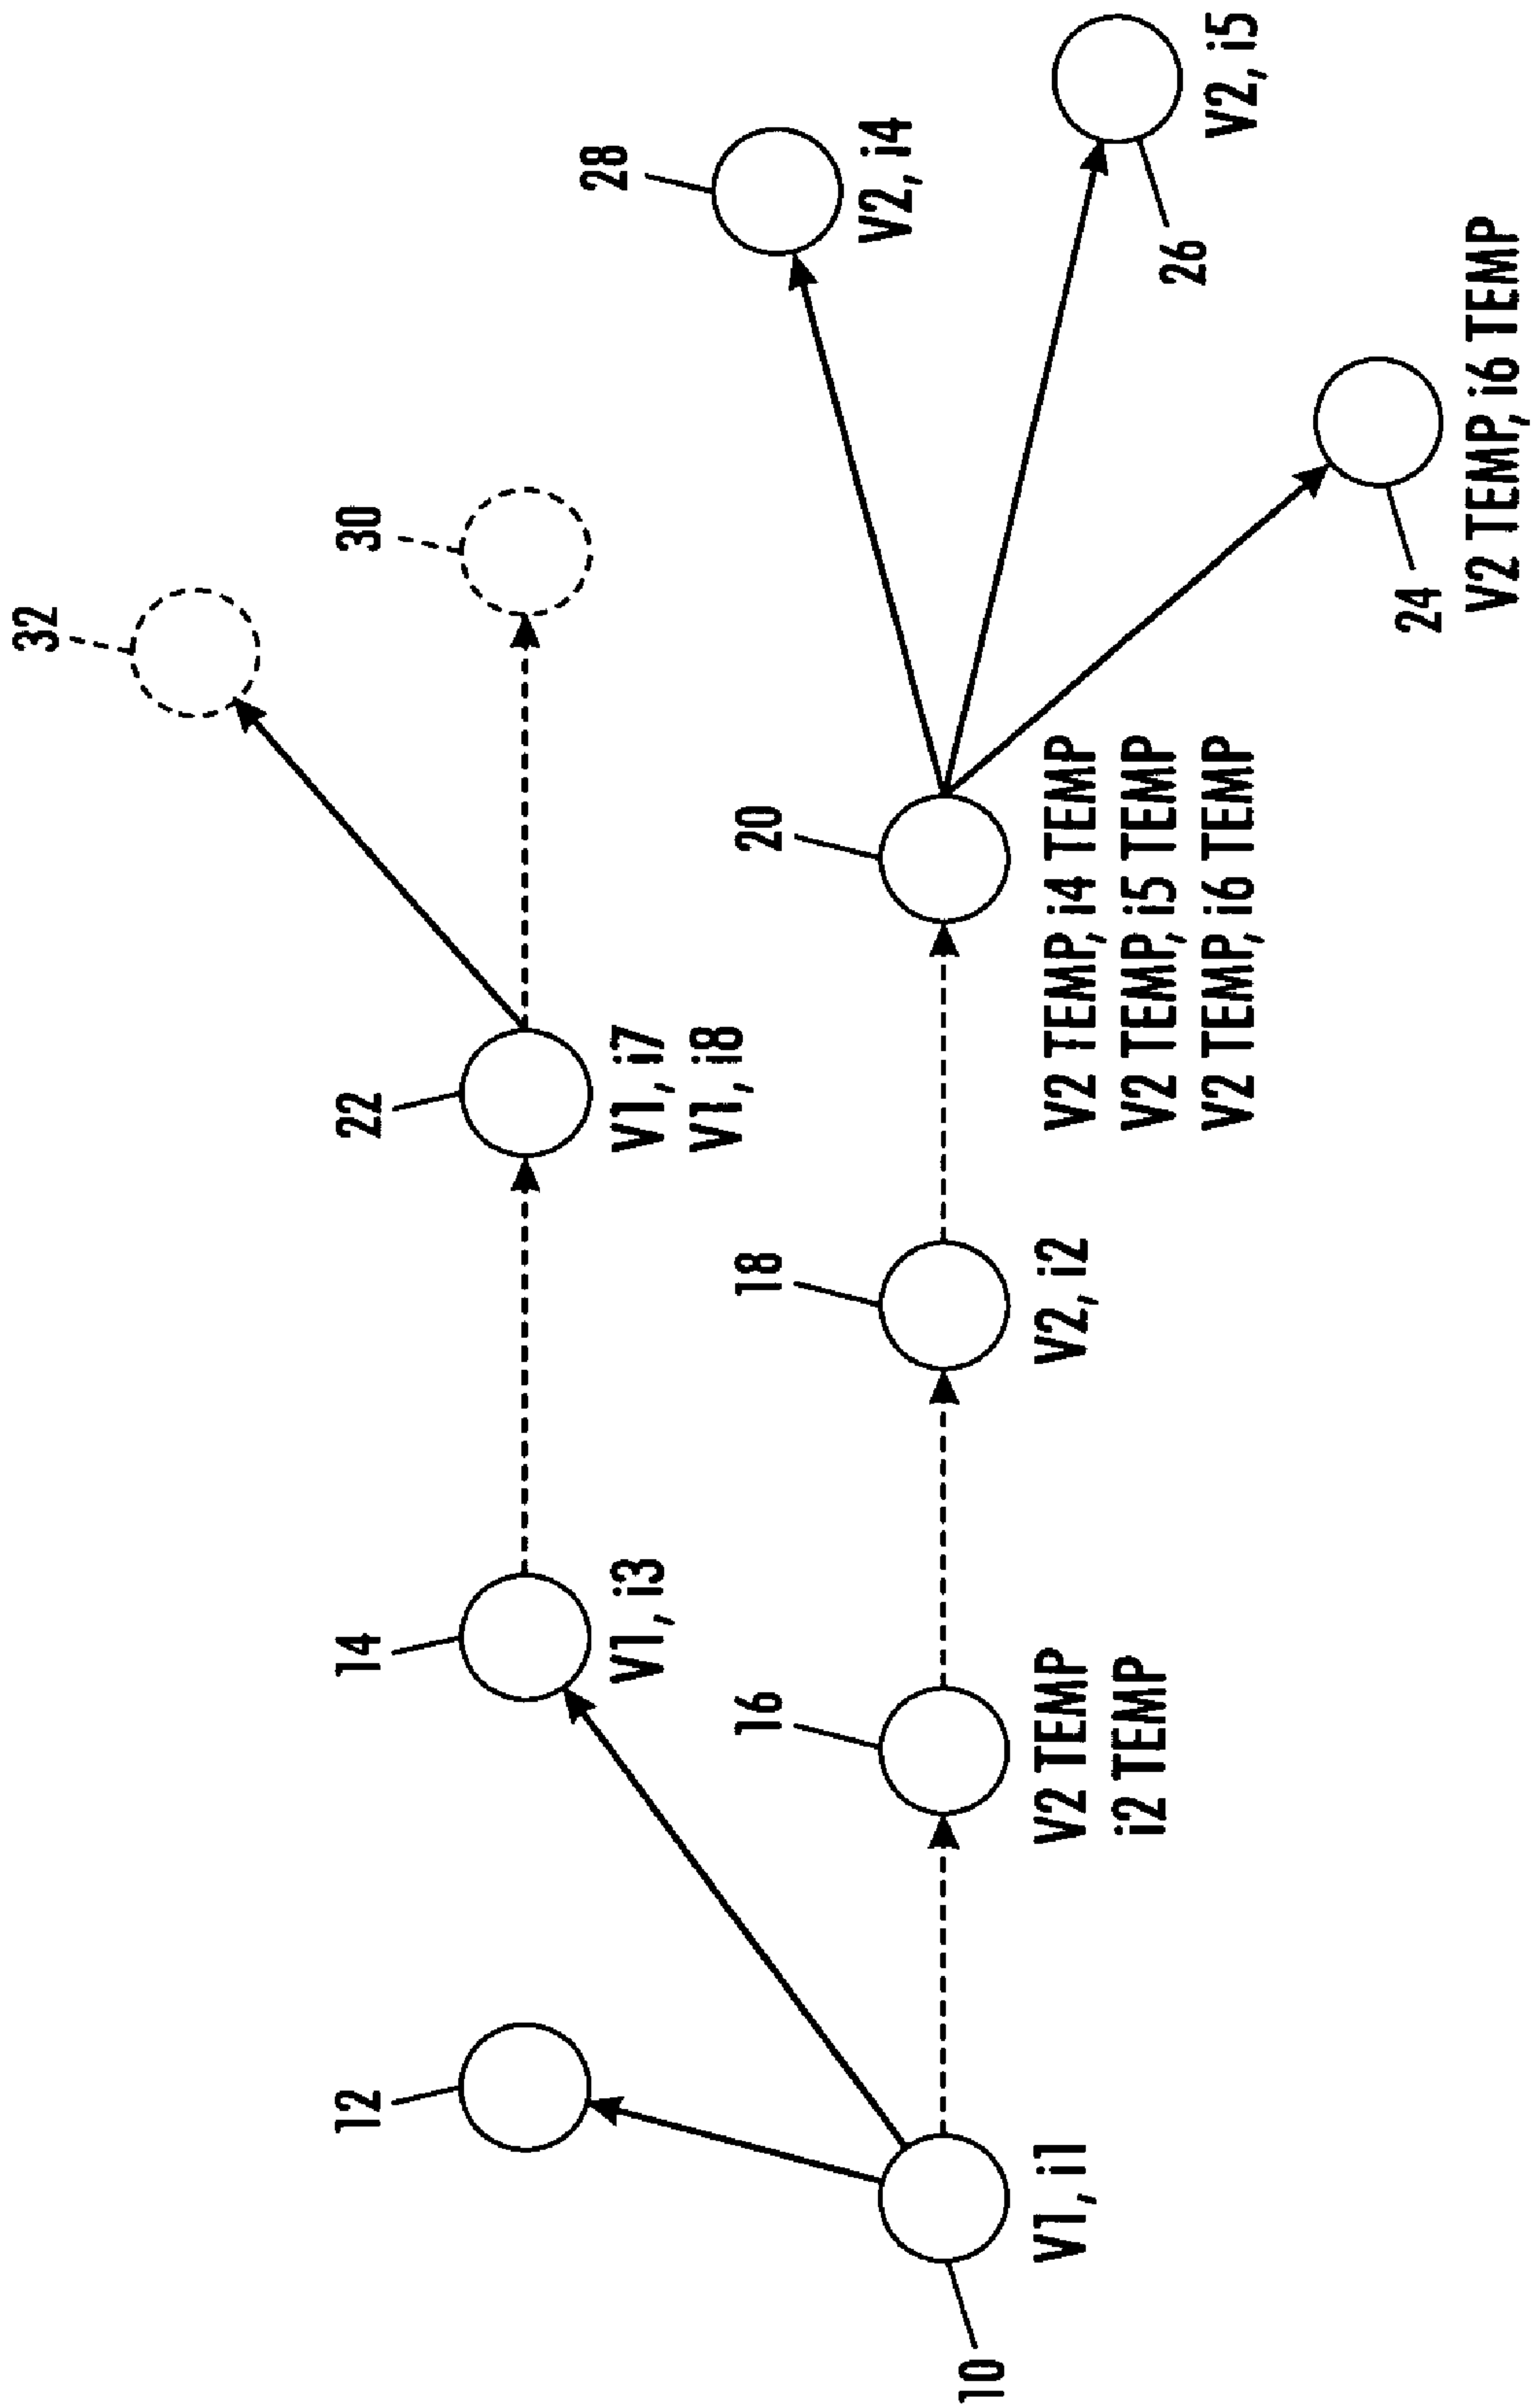 32
30
28
V2, i4
V2, i5
26
22
V1, i7
V1, i8
20
V2 TEMP, i4 TEMP
V2 TEMP, i5 TEMP
V2 TEMP, i6 TEMP
24
V2 TEMP, i6 TEMP
14
V1, i3
18
V2, i2
16
V2 TEMP
i2 TEMP
12
10
V1, i1